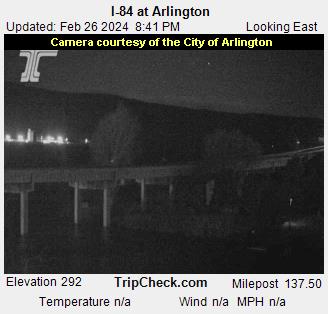 I-84 at Arlington
Updated: Feb 26 2024 8:41 PM Looking East
Camera courtesy of the City of Arlington
Elevation 292 TripCheck.com Milepost 137.50
Temperature n/a Wind n/a MPH n/a